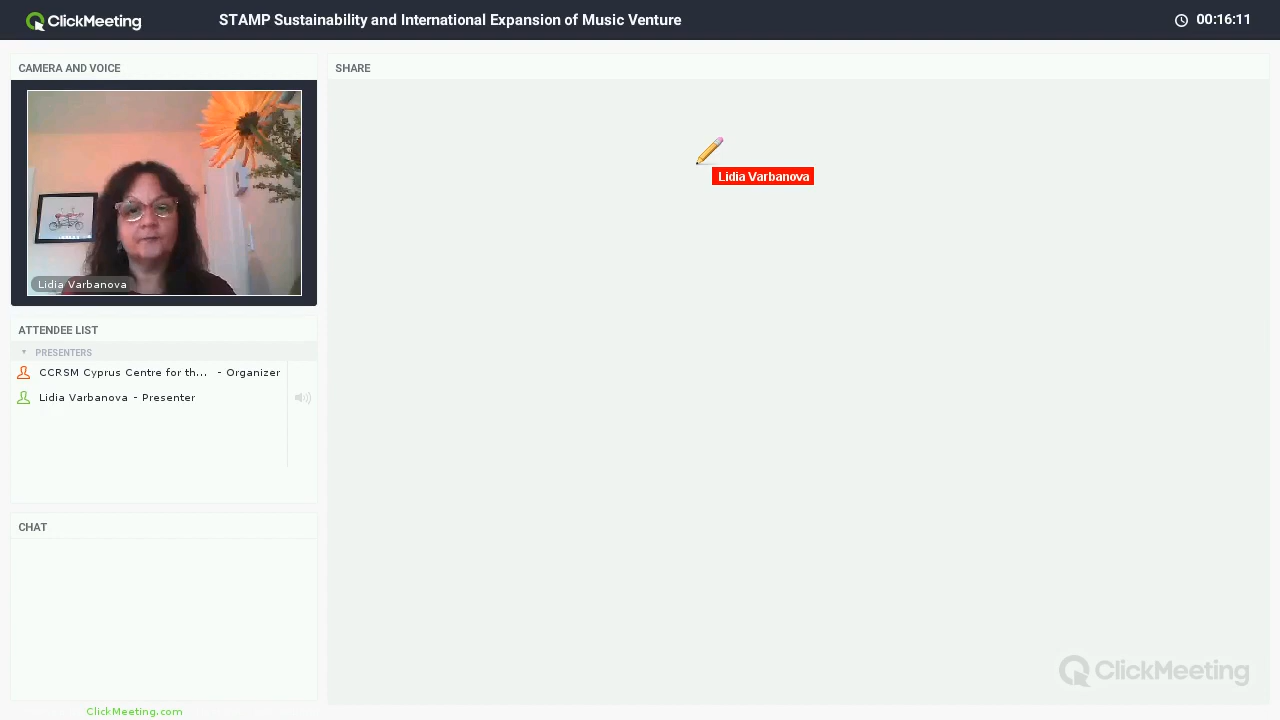 ClickMeeting
STAMP Sustainability and International Expansion of Music Venture
00:16:11
CAMERA AND VOICE
Lidia Varbanova
ATTENDEE LIST
PRESENTERS
CCRSM Cyprus Centre for th... - Organizer
Lidia Varbanova - Presenter
CHAT
ClickMeeting.com
SHARE
Lidia Varbanova
ClickMeeting